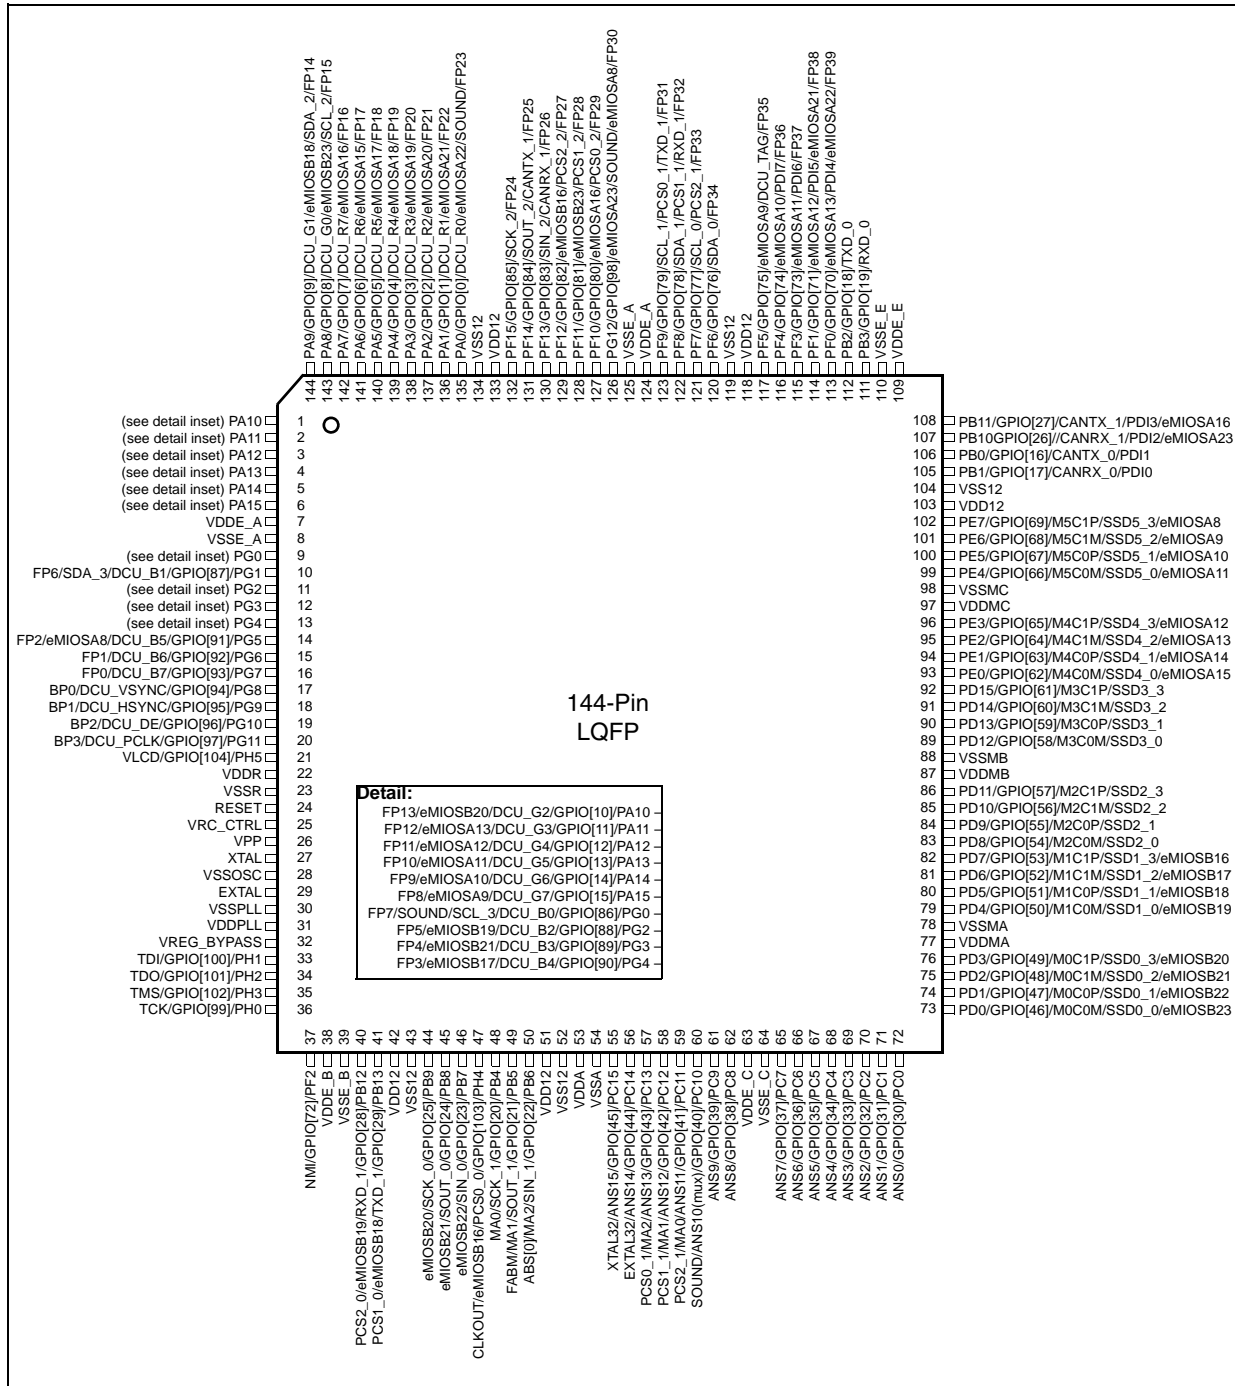 PA9/GPIO[9]/DCU_G1/eMIOSB18/SDA_2/FP14
PA8/GPIO[8]/DCU_G0/eMIOSB23/SCL_2/FP15
PA7/GPIO[7]/DCU_R7/eMIOSA16/FP16
PA6/GPIO[6]/DCU_R6/eMIOSA15/FP17
PA5/GPIO[5]/DCU_R5/eMIOSA17/FP18
PA4/GPIO[4]/DCU_R4/eMIOSA18/FP19
PA3/GPIO[3]/DCU_R3/eMIOSA19/FP20
PA2/GPIO[2]/DCU_R2/eMIOSA20/FP21
PA1/GPIO[1]/DCU_R1/eMIOSA21/FP22
PA0/GPIO[0]/DCU_R0/eMIOSA22/SOUND/FP23
VSS12
VDD12
PF15/GPIO[85]/SCK_2/FP24
PF14/GPIO[84]/SOUT_2/CANTX_1/FP25
PF13/GPIO[83]/SIN_2/CANRX_1/FP26
PF12/GPIO[82]/eMIOSB16/PCS2_2/FP27
PF11/GPIO[81]/eMIOSB23/PCS1_2/FP28
PF10/GPIO[80]/eMIOSA16/PCS0_2/FP29
PG12/GPIO[98]/eMIOSA23/SOUND/eMIOSA8/FP30
VSSE_A
VDDE_A
PF9/GPIO[79]/SCL_1/PCS0_1/TXD_1/FP31
PF8/GPIO[78]/SDA_1/PCS1_1/RXD_1/FP32
PF7/GPIO[77]/SCL_0/PCS2_1/FP33
PF6/GPIO[76]/SDA_0/FP34
VSS12
VDD12
PF5/GPIO[75]/eMIOSA9/DCU_TAG/FP35
PF4/GPIO[74]/eMIOSA10/PDI7/FP36
PF3/GPIO[73]/eMIOSA11/PDI6/FP37
PF1/GPIO[71]/eMIOSA12/PDI5/eMIOSA21/FP38
PF0/GPIO[70]/eMIOSA13/PDI4/eMIOSA22/FP39
PB2/GPIO[18]/TXD_0
PB3/GPIO[19]/RXD_0
VSSE_E
VDDE_E
144
143
142
141
140
139
138
137
136
135
134
133
132
131
130
129
128
127
126
125
124
123
122
121
120
119
118
117
116
115
114
113
112
111
110
109
(see detail inset) PA10 1
(see detail inset) PA11 2
(see detail inset) PA12 3
(see detail inset) PA13 4
(see detail inset) PA14 5
(see detail inset) PA15 6
VDDE_A 7
VSSE_A 8
(see detail inset) PG0 9
FP6/SDA_3/DCU_B1/GPIO[87]/PG1 10
(see detail inset) PG2 11
(see detail inset) PG3 12
(see detail inset) PG4 13
FP2/eMIOSA8/DCU_B5/GPIO[91]/PG5 14
FP1/DCU_B6/GPIO[92]/PG6 15
FP0/DCU_B7/GPIO[93]/PG7 16
BP0/DCU_VSYNC/GPIO[94]/PG8 17
BP1/DCU_HSYNC/GPIO[95]/PG9 18
BP2/DCU_DE/GPIO[96]/PG10 19
BP3/DCU_PCLK/GPIO[97]/PG11 20
VLCD/GPIO[104]/PH5 21
VDDR 22
VSSR 23
RESET 24
VRC_CTRL 25
VPP 26
XTAL 27
VSSOSC 28
EXTAL 29
VSSPLL 30
VDDPLL 31
VREG_BYPASS 32
TDI/GPIO[100]/PH1 33
TDO/GPIO[101]/PH2 34
TMS/GPIO[102]/PH3 35
TCK/GPIO[99]/PH0 36
144-Pin
LQFP
Detail:
FP13/eMIOSB20/DCU_G2/GPIO[10]/PA10
FP12/eMIOSA13/DCU_G3/GPIO[11]/PA11
FP11/eMIOSA12/DCU_G4/GPIO[12]/PA12
FP10/eMIOSA11/DCU_G5/GPIO[13]/PA13
FP9/eMIOSA10/DCU_G6/GPIO[14]/PA14
FP8/eMIOSA9/DCU_G7/GPIO[15]/PA15
FP7/SOUND/SCL_3/DCU_B0/GPIO[86]/PG0
FP5/eMIOSB19/DCU_B2/GPIO[88]/PG2
FP4/eMIOSB21/DCU_B3/GPIO[89]/PG3
FP3/eMIOSB17/DCU_B4/GPIO[90]/PG4
108 PB11/GPIO[27]/CANTX_1/PDI3/eMIOSA16
107 PB10GPIO[26]//CANRX_1/PDI2/eMIOSA23
106 PB0/GPIO[16]/CANTX_0/PDI1
105 PB1/GPIO[17]/CANRX_0/PDI0
104 VSS12
103 VDD12
102 PE7/GPIO[69]/M5C1P/SSD5_3/eMIOSA8
101 PE6/GPIO[68]/M5C1M/SSD5_2/eMIOSA9
100 PE5/GPIO[67]/M5C0P/SSD5_1/eMIOSA10
99 PE4/GPIO[66]/M5C0M/SSD5_0/eMIOSA11
98 VSSMC
97 VDDMC
96 PE3/GPIO[65]/M4C1P/SSD4_3/eMIOSA12
95 PE2/GPIO[64]/M4C1M/SSD4_2/eMIOSA13
94 PE1/GPIO[63]/M4C0P/SSD4_1/eMIOSA14
93 PE0/GPIO[62]/M4C0M/SSD4_0/eMIOSA15
92 PD15/GPIO[61]/M3C1P/SSD3_3
91 PD14/GPIO[60]/M3C1M/SSD3_2
90 PD13/GPIO[59]/M3C0P/SSD3_1
89 PD12/GPIO[58/M3C0M/SSD3_0
88 VSSMB
87 VDDMB
86 PD11/GPIO[57]/M2C1P/SSD2_3
85 PD10/GPIO[56]/M2C1M/SSD2_2
84 PD9/GPIO[55]/M2C0P/SSD2_1
83 PD8/GPIO[54]/M2C0M/SSD2_0
82 PD7/GPIO[53]/M1C1P/SSD1_3/eMIOSB16
81 PD6/GPIO[52]/M1C1M/SSD1_2/eMIOSB17
80 PD5/GPIO[51]/M1C0P/SSD1_1/eMIOSB18
79 PD4/GPIO[50]/M1C0M/SSD1_0/eMIOSB19
78 VSSMA
77 VDDMA
76 PD3/GPIO[49]/M0C1P/SSD0_3/eMIOSB20
75 PD2/GPIO[48]/M0C1M/SSD0_2/eMIOSB21
74 PD1/GPIO[47]/M0C0P/SSD0_1/eMIOSB22
73 PD0/GPIO[46]/M0C0M/SSD0_0/eMIOSB23
37
38
39
40
41
42
43
44
45
46
47
48
49
50
51
52
53
54
55
56
57
58
59
60
61
62
63
64
65
66
67
68
69
70
71
72
NMI/GPIO[72]/PF2
VDDE_B
VSSE_B
PCS2_0/eMIOSB19/RXD_1/GPIO[28]/PB12
PCS1_0/eMIOSB18/TXD_1/GPIO[29]/PB13
VDD12
VSS12
eMIOSB20/SCK_0/GPIO[25]/PB9
eMIOSB21/SOUT_0/GPIO[24]/PB8
eMIOSB22/SIN_0/GPIO[23]/PB7
CLKOUT/eMIOSB16/PCS0_0/GPIO[103]/PH4
MA0/SCK_1/GPIO[20]/PB4
FABM/MA1/SOUT_1/GPIO[21]/PB5
ABS[0]/MA2/SIN_1/GPIO[22]/PB6
VDD12
VSS12
VDDA
VSSA
XTAL32/ANS15/GPIO[45]/PC15
EXTAL32/ANS14/GPIO[44]/PC14
PCS0_1/MA2/ANS13/GPIO[43]/PC13
PCS1_1/MA1/ANS12/GPIO[42]/PC12
PCS2_1/MA0/ANS11/GPIO[41]/PC11
SOUND/ANS10(mux)/GPIO[40]/PC10
ANS9/GPIO[39]/PC9
ANS8/GPIO[38]/PC8
VDDE_C
VSSE_C
ANS7/GPIO[37]/PC7
ANS6/GPIO[36]/PC6
ANS5/GPIO[35]/PC5
ANS4/GPIO[34]/PC4
ANS3/GPIO[33]/PC3
ANS2/GPIO[32]/PC2
ANS1/GPIO[31]/PC1
ANS0/GPIO[30]/PC0